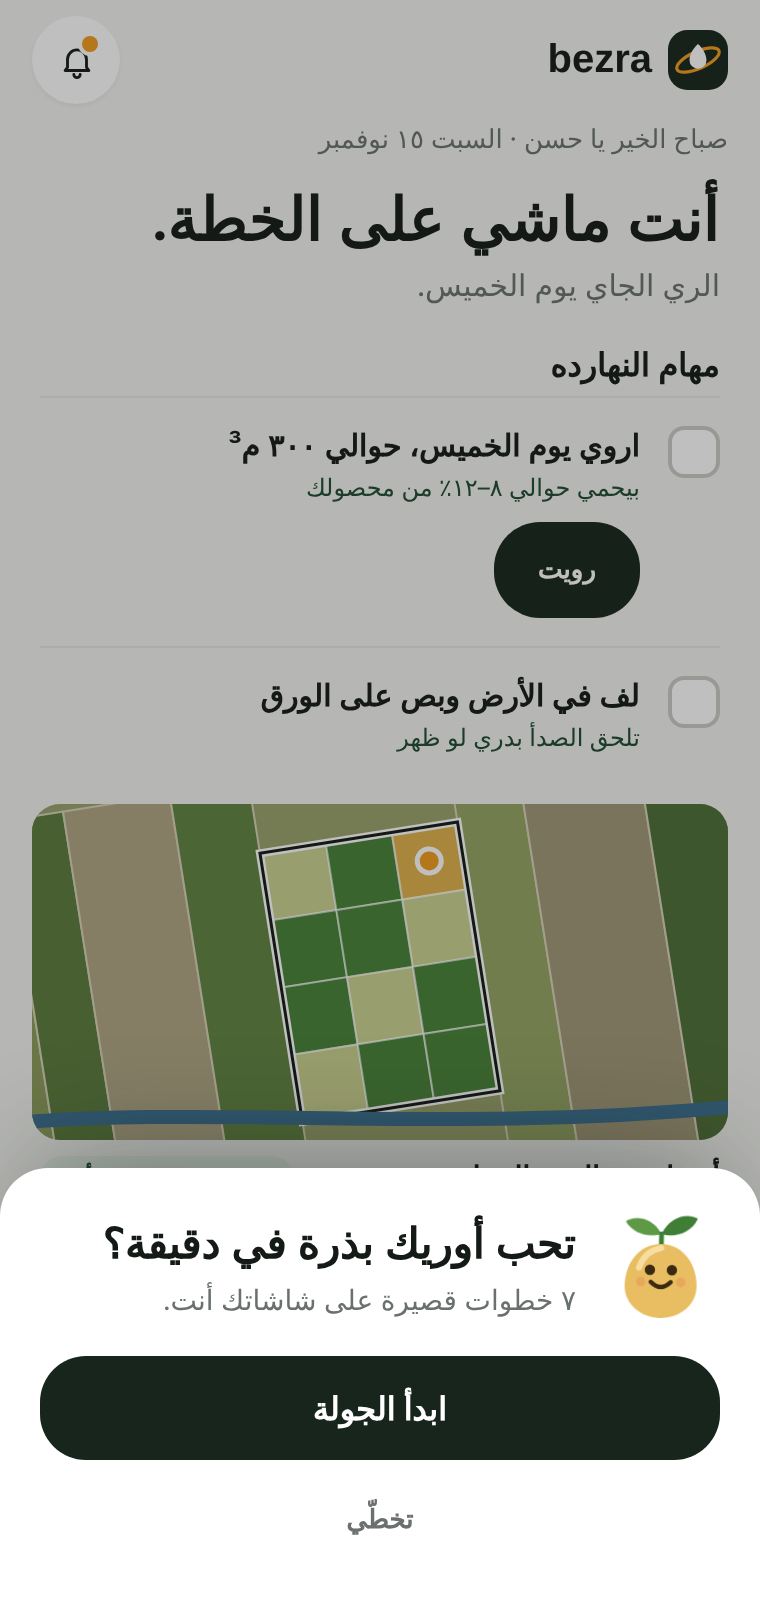 bezra
صباح الخير يا حسن · السبت ١٥ نوفمبر
أنت ماشي على الخطة.
الري الجاي يوم الخميس.
مهام النهارده
اروي يوم الخميس، حوالي ٣٠٠ م³
بيحمي حوالي ٨–١٢٪ من محصولك
رويت
لف في الأرض وبص على الورق
تلحق الصدأ بدري لو ظهر
تحب أوريك بذرة في دقيقة؟
٧ خطوات قصيرة على شاشاتك أنت.
ابدأ الجولة
تخطّي